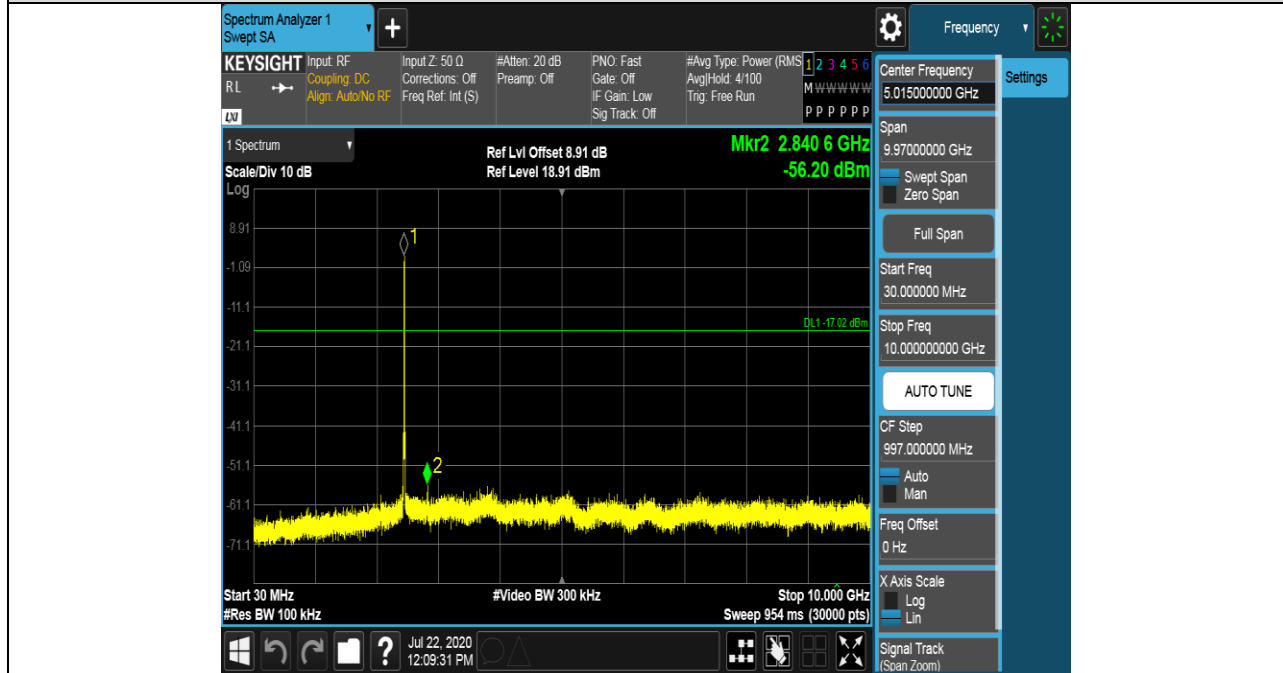 Spectrum Analyzer 1
Swept SA
+
Frequency
KEYSIGHT
RL
LXI
Input: RF
Coupling: DC
Align: Auto/No RF
Input Z: 50 Ω
Corrections: Off
Freq Ref: Int (S)
#Atten: 20 dB
Preamp: Off
PNO: Fast
Gate: Off
IF Gain: Low
Sig Track: Off
#Avg Type: Power (RMS
Avg|Hold: 4/100
Trig: Free Run
1 2 3 4 5 6
M W W W W W
P P P P P P
1 Spectrum
Scale/Div 10 dB
Log
Ref Lvl Offset 8.91 dB
Ref Level 18.91 dBm
Mkr2 2.840 6 GHz
-56.20 dBm
8.91
-1.09
-11.1
-21.1
-31.1
-41.1
-51.1
-61.1
-71.1
1
2
DL1 -17.02 dBm
Start 30 MHz
#Res BW 100 kHz
#Video BW 300 kHz
Stop 10.000 GHz
Sweep 954 ms (30000 pts)
?
Jul 22, 2020
12:09:31 PM
Center Frequency
5.015000000 GHz
Span
9.97000000 GHz
Swept Span
Zero Span
Full Span
Start Freq
30.000000 MHz
Stop Freq
10.000000000 GHz
AUTO TUNE
CF Step
997.000000 MHz
Auto
Man
Freq Offset
0 Hz
X Axis Scale
Log
Lin
Signal Track
(Span Zoom)
Settings